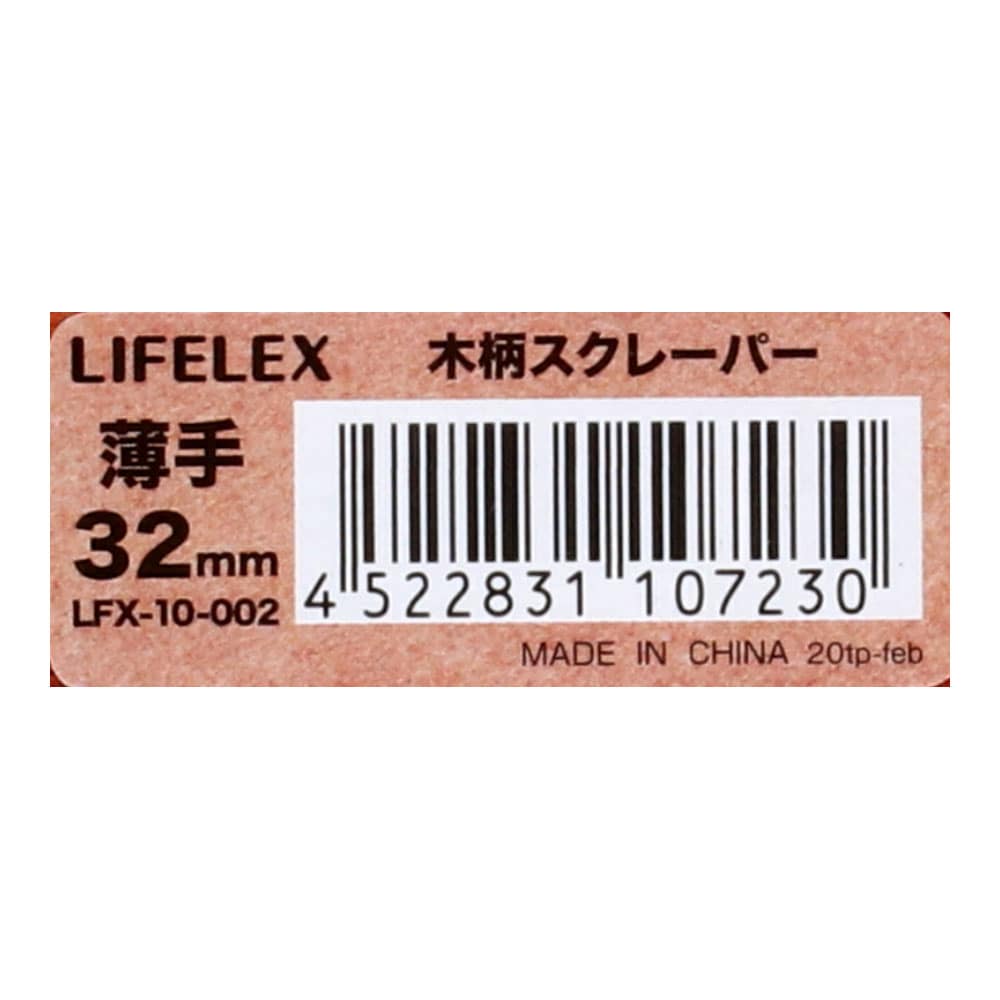 LIFELEX 木柄スクレーパー
薄手
32mm
LFX-10-002
4 522831 107230
MADE IN CHINA 20tp-feb